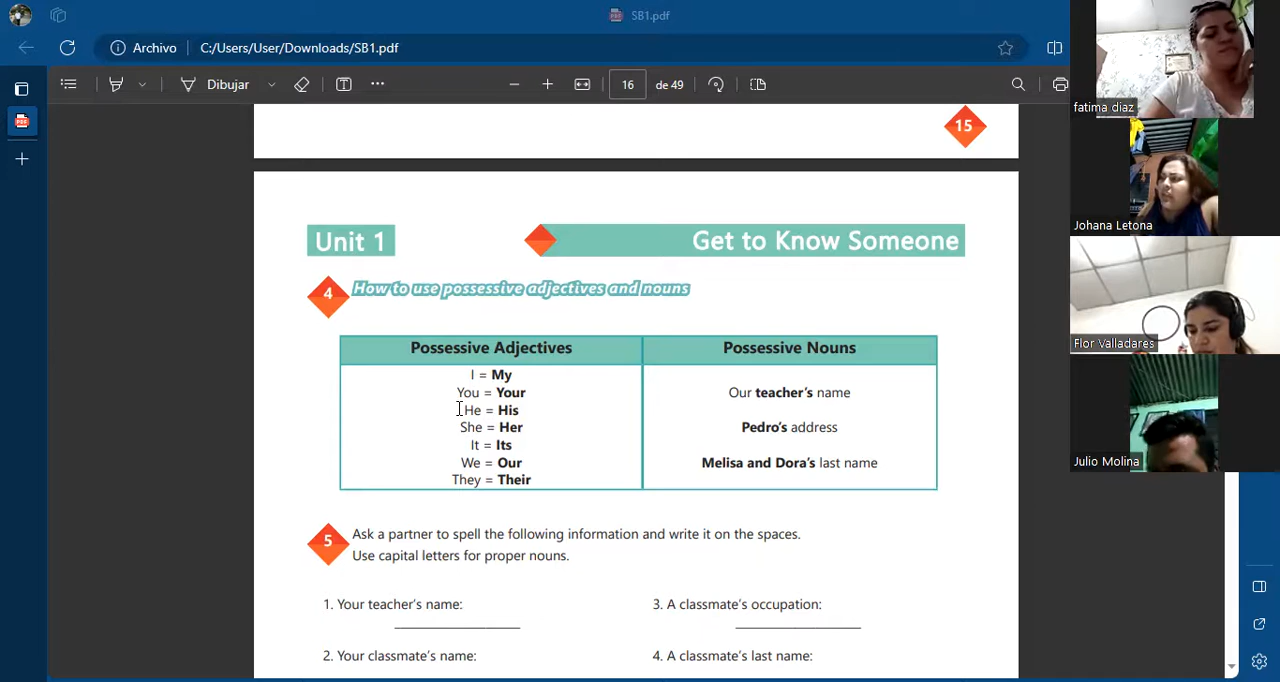 SB1.pdf
Archivo
C:/Users/User/Downloads/SB1.pdf
Dibujar
16
de 49
15
Unit 1
Get to Know Someone
4
How to use possessive adjectives and nouns
Possessive Adjectives
I = My
You = Your
He = His
She = Her
It = Its
We = Our
They = Their
Possessive Nouns
Our teacher's name
Pedro's address
Melisa and Dora's last name
5
Ask a partner to spell the following information and write it on the spaces.
Use capital letters for proper nouns.
1. Your teacher's name:
2. Your classmate's name:
3. A classmate's occupation:
4. A classmate's last name:
fatima diaz
Johana Letona
Flor Valladares
Julio Molina